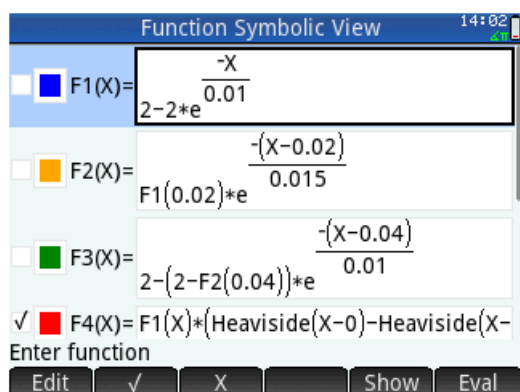 Function Symbolic View 14:02
∡π
F1(X)= 2-2*e^(-X/0.01)
F2(X)= F1(0.02)*e^(-(X-0.02)/0.015)
F3(X)= 2-(2-F2(0.04))*e^(-(X-0.04)/0.01)
√ F4(X)= F1(X)*(Heaviside(X-0)-Heaviside(X-
Enter function
Edit √ X Show Eval